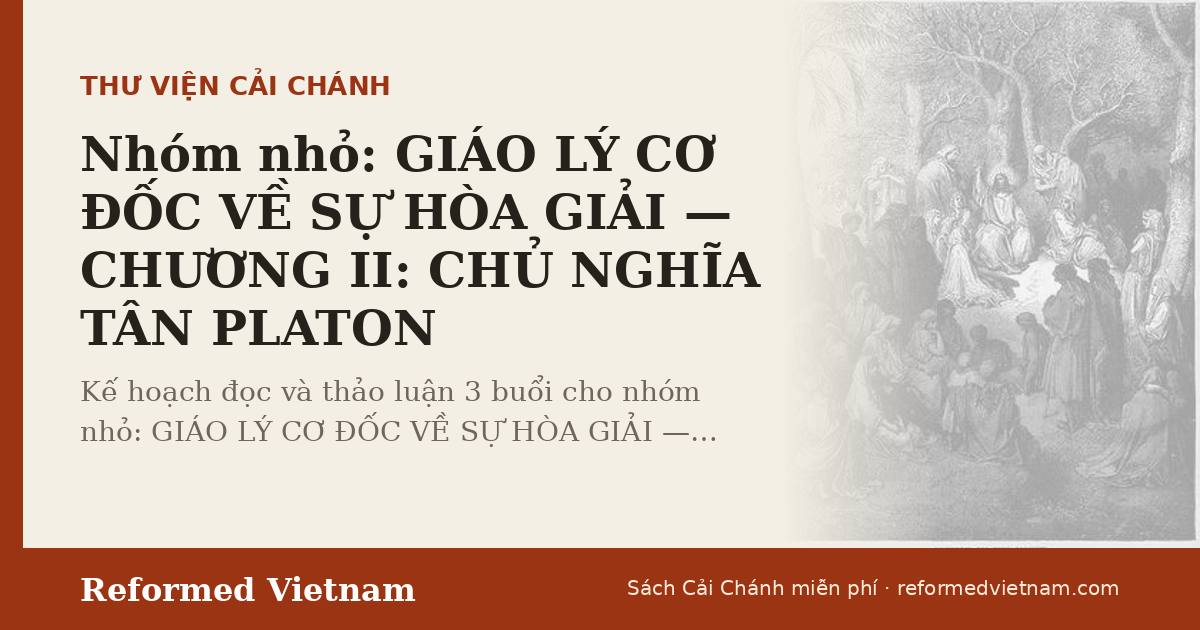 THƯ VIỆN CẢI CHÁNH
Nhóm nhỏ: GIÁO LÝ CƠ
ĐỐC VỀ SỰ HÒA GIẢI —
CHƯƠNG II: CHỦ NGHĨA
TÂN PLATON
Kế hoạch đọc và thảo luận 3 buổi cho nhóm
nhỏ: GIÁO LÝ CƠ ĐỐC VỀ SỰ HÒA GIẢI —...
Reformed Vietnam
Sách Cải Chánh miễn phí · reformedvietnam.com